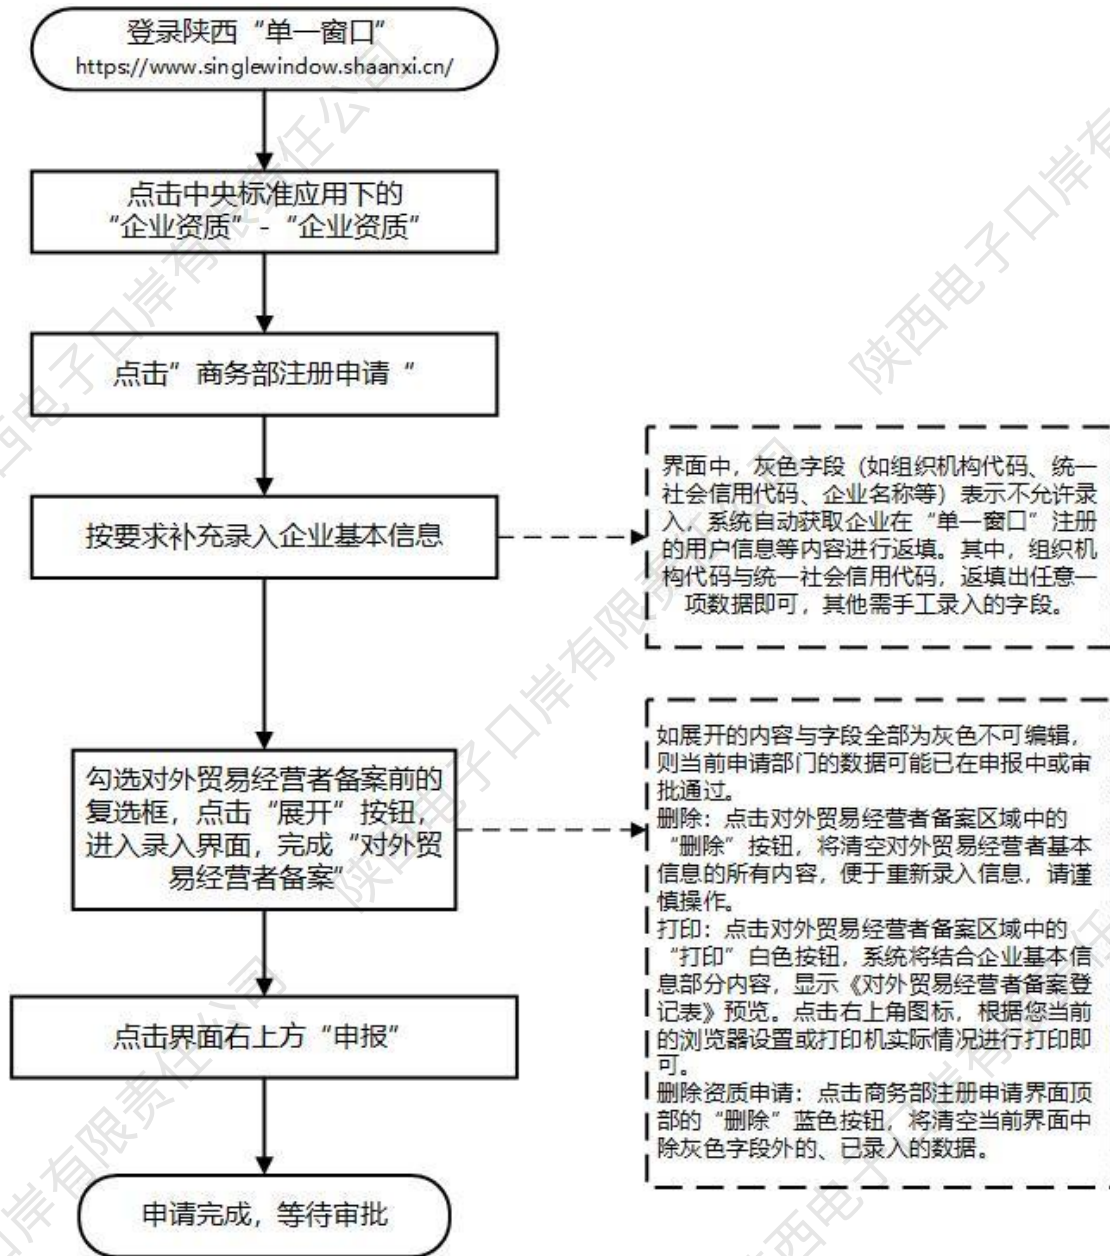 登录陕西“单一窗口”
https://www.singlewindow.shaanxi.cn/
点击中央标准应用下的
“企业资质”-“企业资质”
点击”商务部注册申请“
按要求补充录入企业基本信息
界面中，灰色字段（如组织机构代码、统一
社会信用代码、企业名称等）表示不允许录
入，系统自动获取企业在“单一窗口”注册
的用户信息等内容进行返填。其中，组织机
构代码与统一社会信用代码，返填出任意一
项数据即可，其他需手工录入的字段。
勾选对外贸易经营者备案前的
复选框，点击“展开”按钮，
进入录入界面，完成“对外贸
易经营者备案”
如展开的内容与字段全部为灰色不可编辑，
则当前申请部门的数据可能已在申报中或审
批通过。
删除：点击对外贸易经营者备案区域中的
“删除”按钮，将清空对外贸易经营者基本
信息的所有内容，便于重新录入信息，请谨
慎操作。
打印：点击对外贸易经营者备案区域中的
“打印”白色按钮，系统将结合企业基本信
息部分内容，显示《对外贸易经营者备案登
记表》预览。点击右上角图标，根据您当前
的浏览器设置或打印机实际情况进行打印即
可。
删除资质申请：点击商务部注册申请界面顶
部的“删除”蓝色按钮，将清空当前界面中
除灰色字段外的、已录入的数据。
点击界面右上方“申报”
申请完成，等待审批
陕西电子口岸有限责任公司